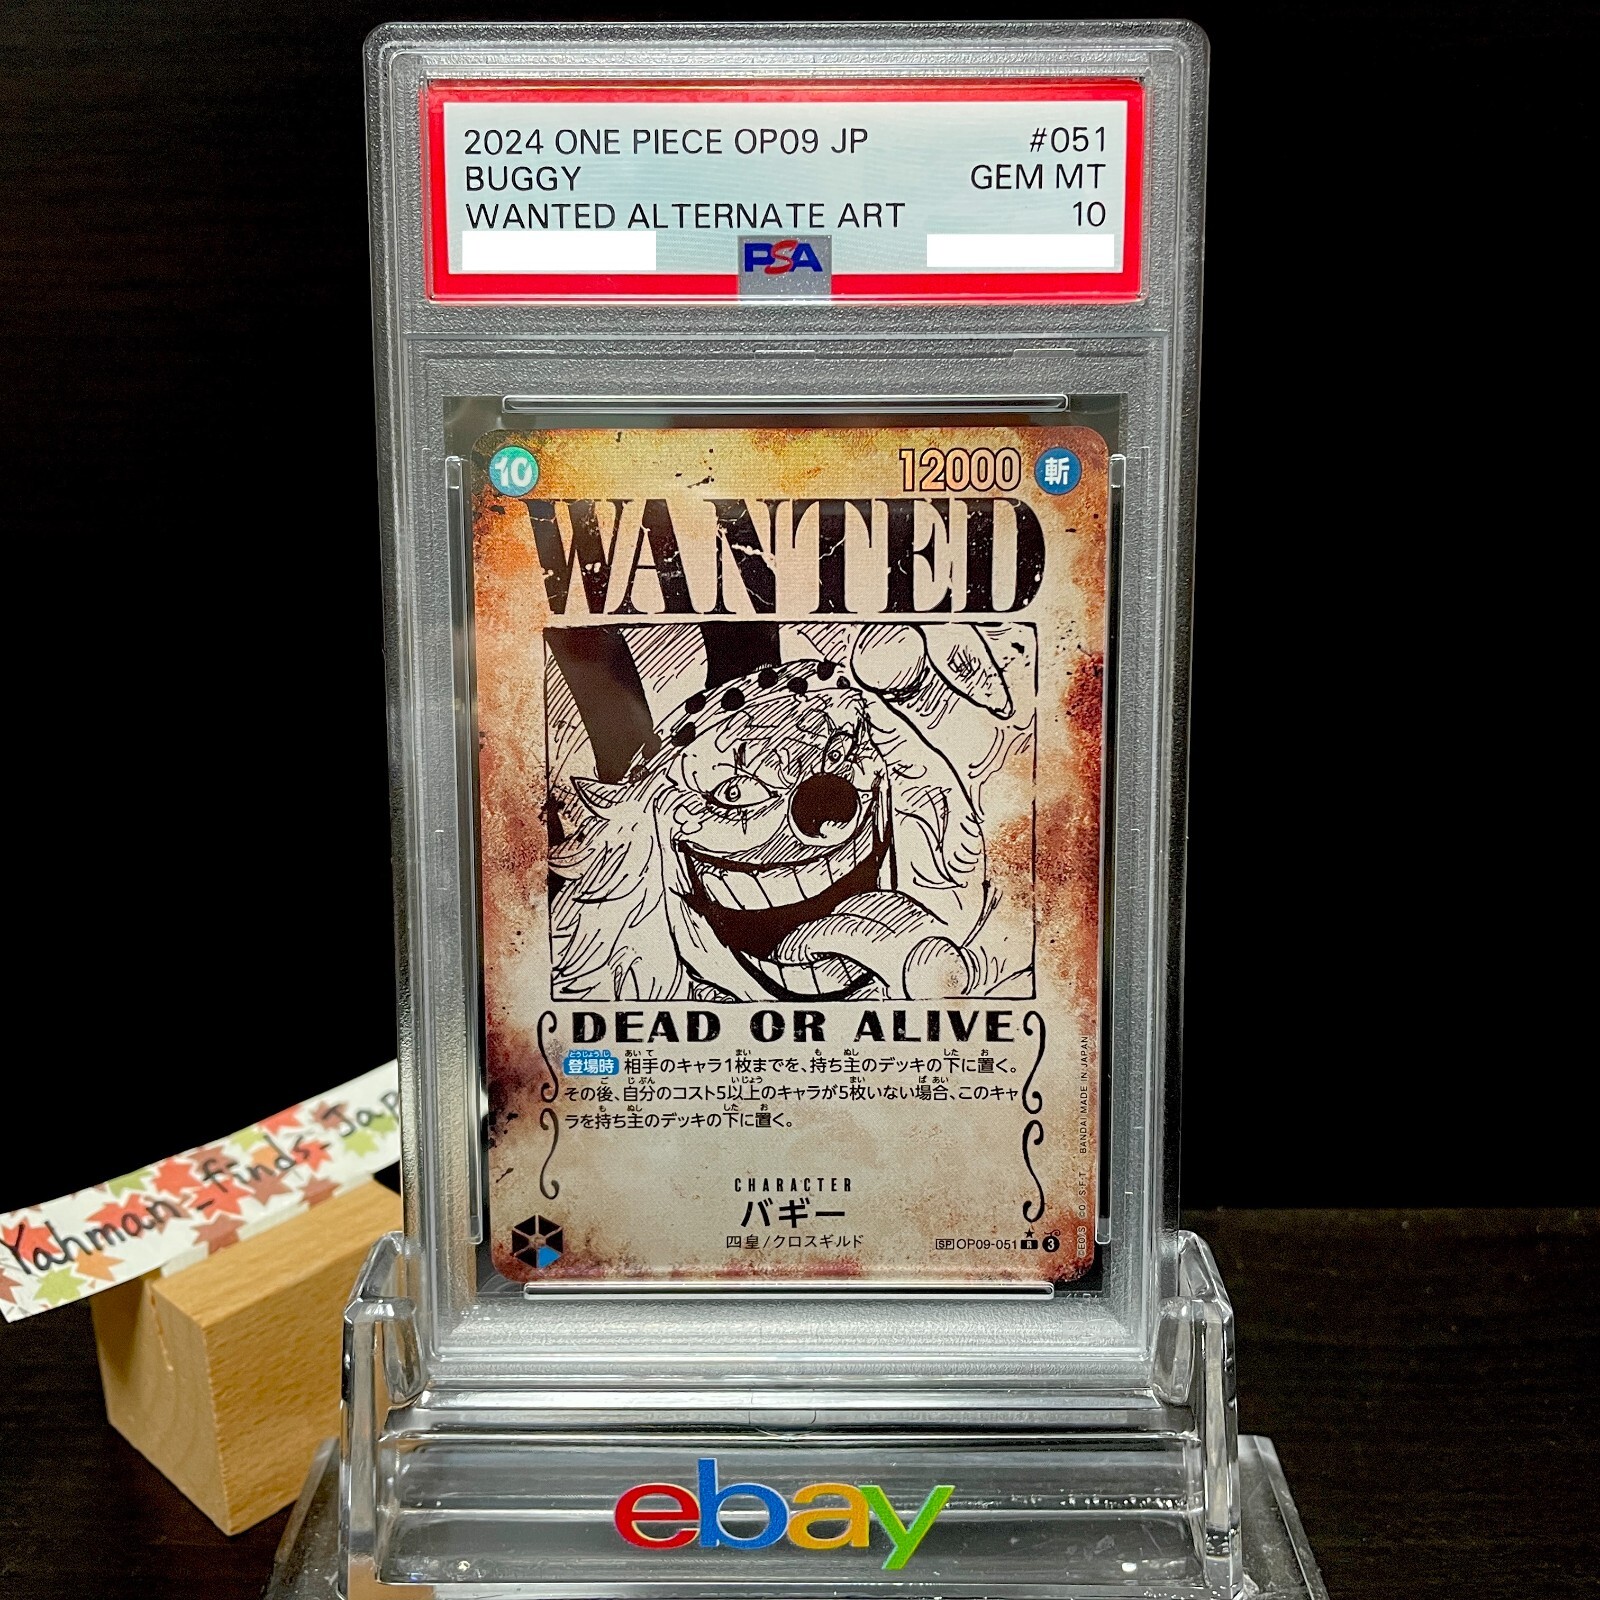 2024 ONE PIECE OP09 JP #051
BUGGY GEM MT
WANTED ALTERNATE ART 10
PSA
10 12000 斬
WANTED
DEAD OR ALIVE
登場時 相手のキャラ1枚までを、持ち主のデッキの下に置く。
その後、自分のコスト5以上のキャラが5枚いない場合、このキャ
ラを持ち主のデッキの下に置く。
CHARACTER
バギー
四皇/クロスギルド
SP OP09-051 R 3
BANDAI MADE IN JAPAN
Yahman_finds_Jap
ebay